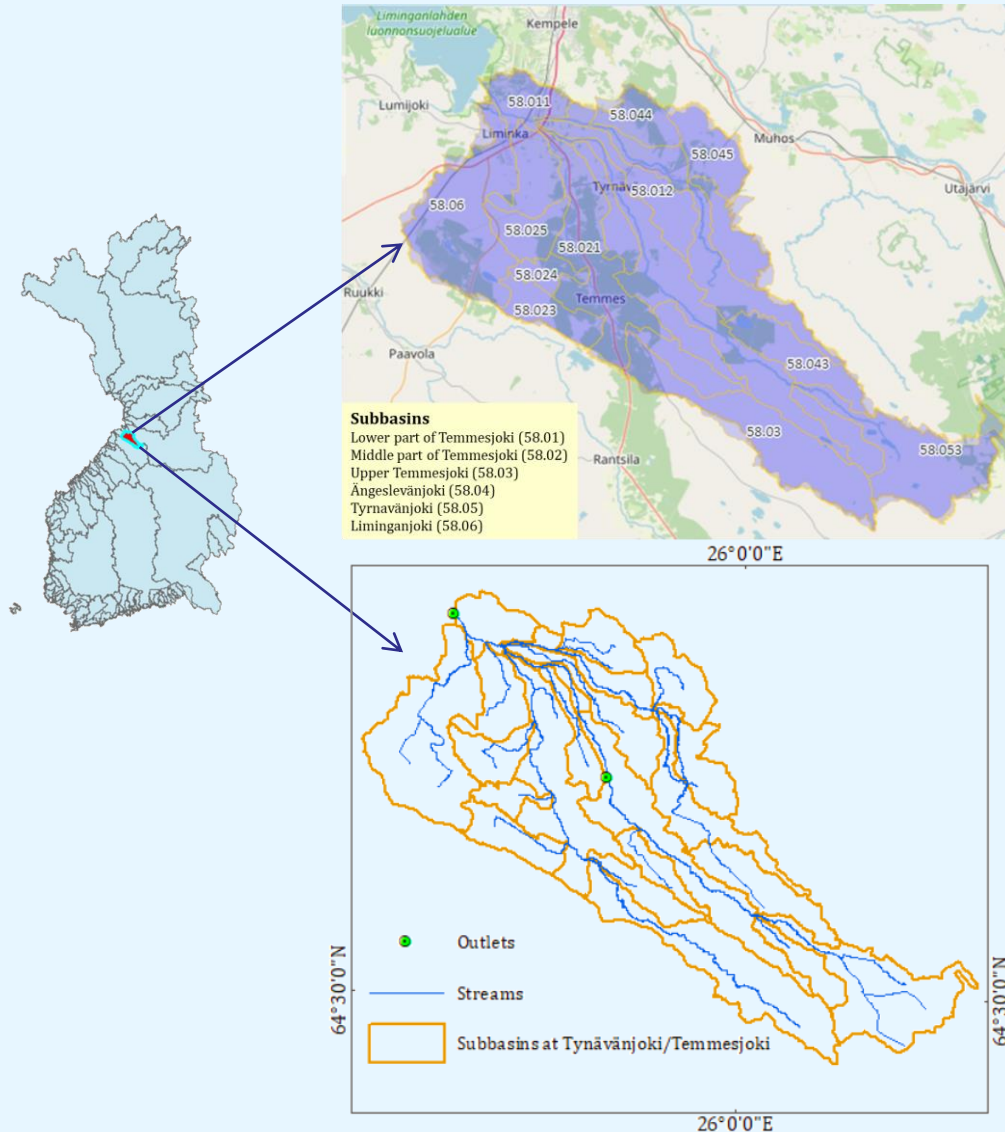 Liminganlahden
luonnonsuojelualue
Kempele
Lumijoki
58.011
58.044
Liminka
Muhos
58.045
Utajärvi
58.012
58.06
58.025
58.021
58.024
Ruukki
Temmes
58.023
Paavola
58.043
58.03
58.053
Rantsila
Subbasins
Lower part of Temmesjoki (58.01)
Middle part of Temmesjoki (58.02)
Upper Temmesjoki (58.03)
Ängeslevänjoki (58.04)
Tyrnavänjoki (58.05)
Liminganjoki (58.06)
26°0'0"E
64°30'0"N
64°30'0"N
Outlets
Streams
Subbasins at Tynävänjoki/Temmesjoki
26°0'0"E